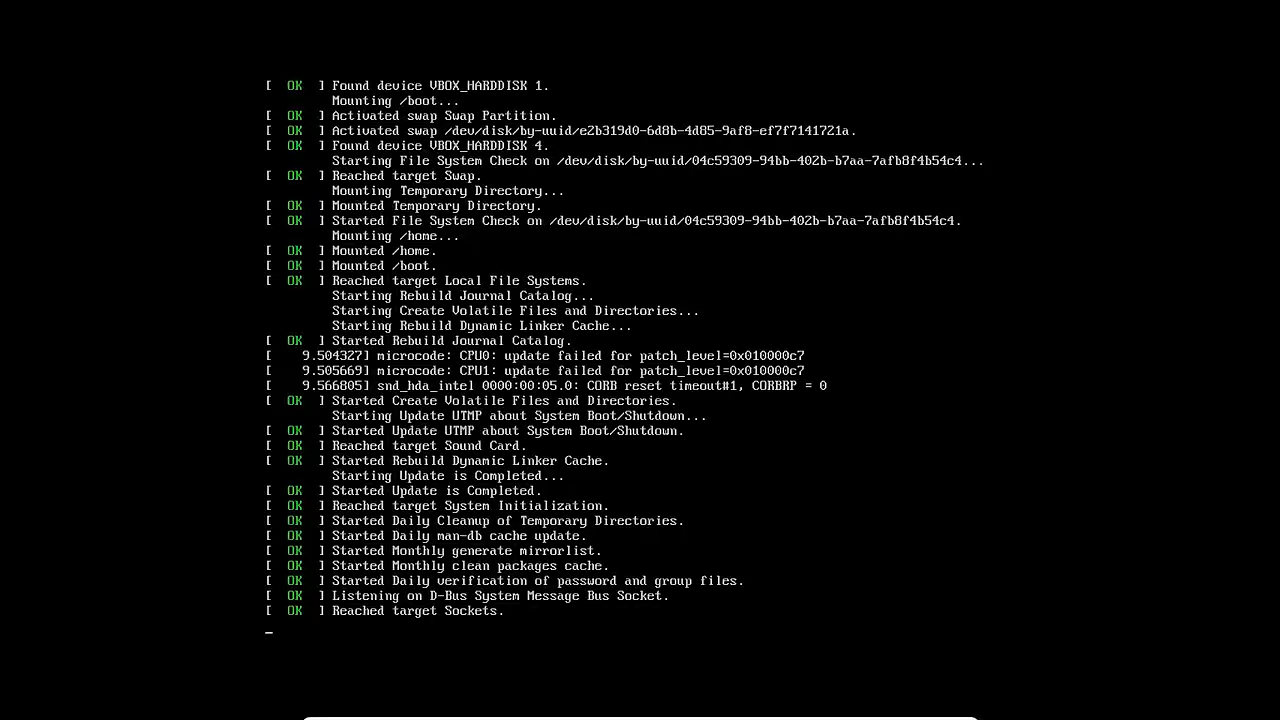 [  OK  ] Found device VBOX_HARDDISK 1.
         Mounting /boot...
[  OK  ] Activated swap Swap Partition.
[  OK  ] Activated swap /dev/disk/by-uuid/e2b319d0-6d8b-4d85-9af8-ef7f7141721a.
[  OK  ] Found device VBOX_HARDDISK 4.
         Starting File System Check on /dev/disk/by-uuid/04c59309-94bb-402b-b7aa-7afb8f4b54c4...
[  OK  ] Reached target Swap.
         Mounting Temporary Directory...
[  OK  ] Mounted Temporary Directory.
[  OK  ] Started File System Check on /dev/disk/by-uuid/04c59309-94bb-402b-b7aa-7afb8f4b54c4.
         Mounting /home...
[  OK  ] Mounted /home.
[  OK  ] Mounted /boot.
[  OK  ] Reached target Local File Systems.
         Starting Rebuild Journal Catalog...
         Starting Create Volatile Files and Directories...
         Starting Rebuild Dynamic Linker Cache...
[  OK  ] Started Rebuild Journal Catalog.
[    9.504327] microcode: CPU0: update failed for patch_level=0x010000c7
[    9.505669] microcode: CPU1: update failed for patch_level=0x010000c7
[    9.566805] snd_hda_intel 0000:00:05.0: CORB reset timeout#1, CORBRP = 0
[  OK  ] Started Create Volatile Files and Directories.
         Starting Update UTMP about System Boot/Shutdown...
[  OK  ] Started Update UTMP about System Boot/Shutdown.
[  OK  ] Reached target Sound Card.
[  OK  ] Started Rebuild Dynamic Linker Cache.
         Starting Update is Completed...
[  OK  ] Started Update is Completed.
[  OK  ] Reached target System Initialization.
[  OK  ] Started Daily Cleanup of Temporary Directories.
[  OK  ] Started Daily man-db cache update.
[  OK  ] Started Monthly generate mirrorlist.
[  OK  ] Started Monthly clean packages cache.
[  OK  ] Started Daily verification of password and group files.
[  OK  ] Listening on D-Bus System Message Bus Socket.
[  OK  ] Reached target Sockets.
_